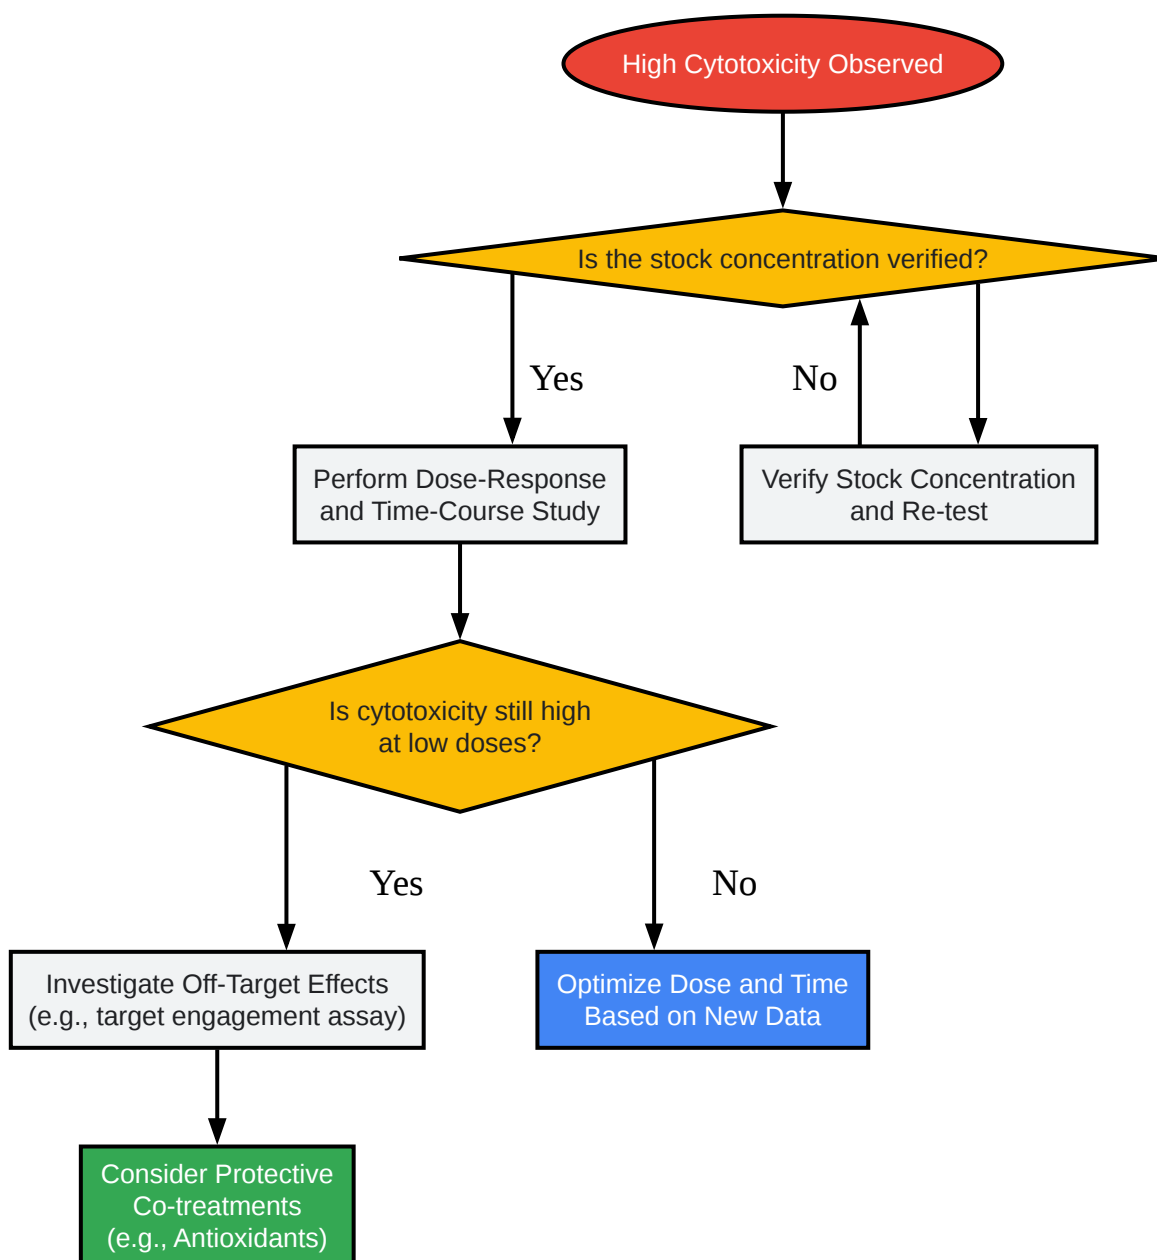 High Cytotoxicity Observed
Is the stock concentration verified?
Yes
No
Perform Dose-Response
and Time-Course Study
Verify Stock Concentration
and Re-test
Is cytotoxicity still high
at low doses?
Yes
No
Investigate Off-Target Effects
(e.g., target engagement assay)
Optimize Dose and Time
Based on New Data
Consider Protective
Co-treatments
(e.g., Antioxidants)